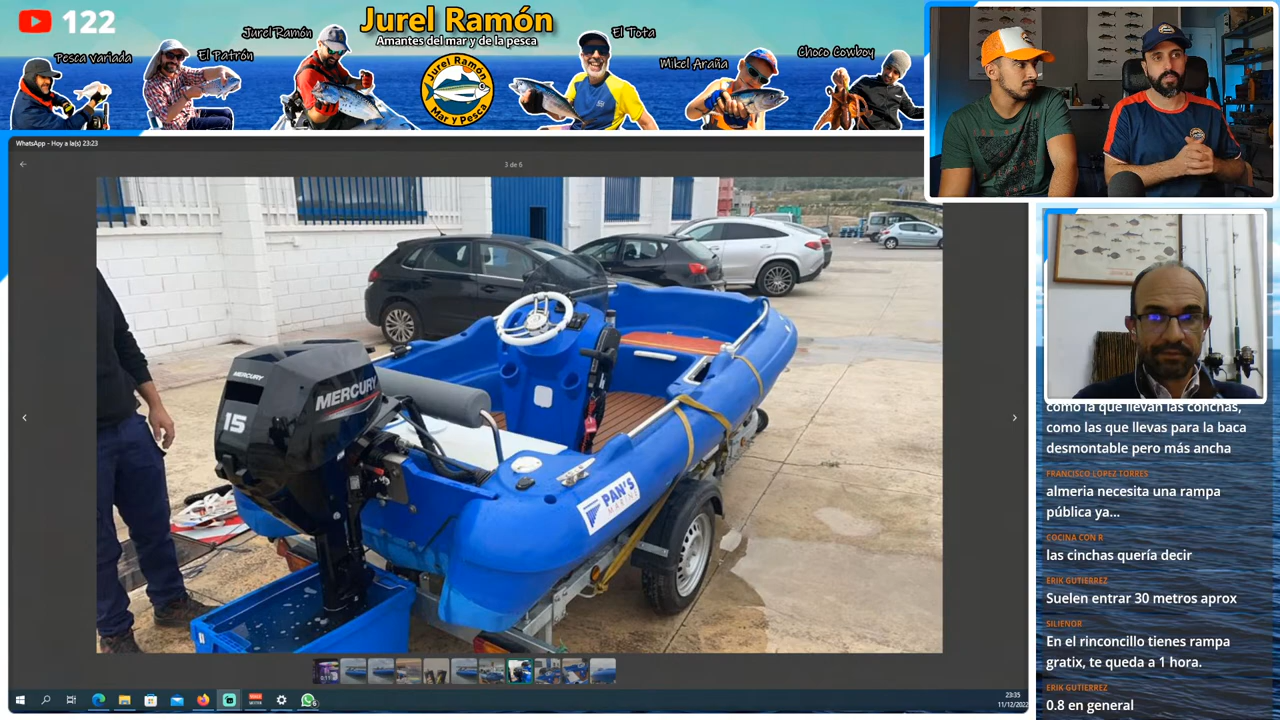 122
Jurel Ramón
Amantes del mar y de la pesca
Pesca variada
El Patrón
Jurel Ramón
El Tota
Mikel Araña
Choco Cowboy
Jurel Ramón
Mar y Pesca
WhatsApp - Hoy a la(s) 23:23
3 de 6
MERCURY
MERCURY
15
PAN'S
MARINE
como la que llevan las conchas,
como las que llevas para la baca
desmontable pero más ancha
FRANCISCO LOPEZ TORRES
almeria necesita una rampa
pública ya...
COCINA CON R
las cinchas quería decir
ERIK GUTIERREZ
Suelen entrar 30 metros aprox
SILIENOR
En el rinconcillo tienes rampa
gratix, te queda a 1 hora.
ERIK GUTIERREZ
0.8 en general
23:35
11/12/2022